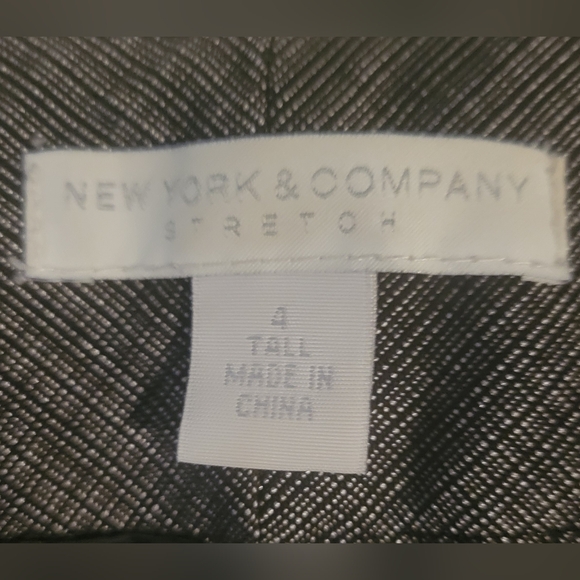 NEW YORK & COMPANY
STRETCH
4
TALL
MADE IN
CHINA